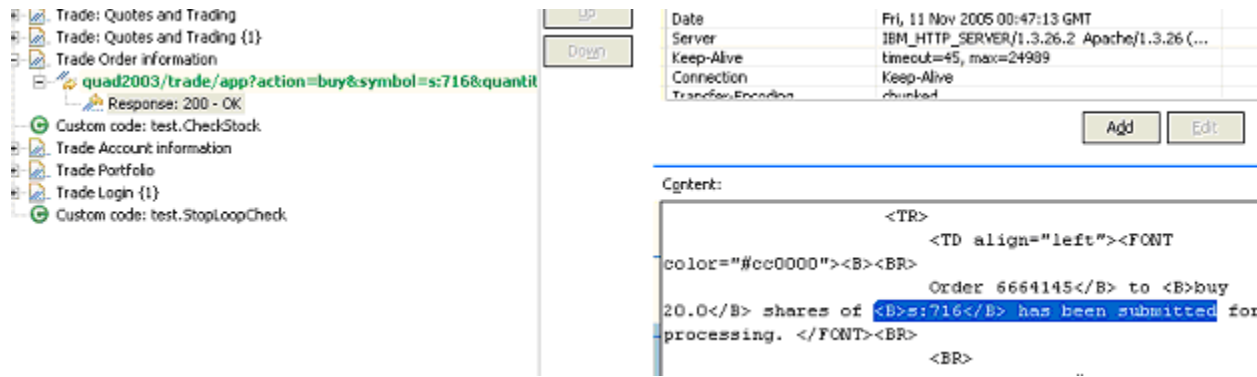 Trade: Quotes and Trading
Trade: Quotes and Trading {1}
Trade Order information
quad2003/trade/app?action=buy&symbol=s:716&quantit
Response: 200 - OK
Custom code: test.CheckStock
Trade Account information
Trade Portfolio
Trade Login {1}
Custom code: test.StopLoopCheck
Up
Down
Date Fri, 11 Nov 2005 00:47:13 GMT
Server IBM_HTTP_SERVER/1.3.26.2 Apache/1.3.26 (...
Keep-Alive timeout=45, max=24989
Connection Keep-Alive
Transfer-Encoding chunked
Add Edit
Content:
<TR>
<TD align="left"><FONT
color="#cc0000"><B><BR>
Order 6664145</B> to <B>buy
20.0</B> shares of <B>s:716</B> has been submitted for
processing. </FONT><BR>
<BR>